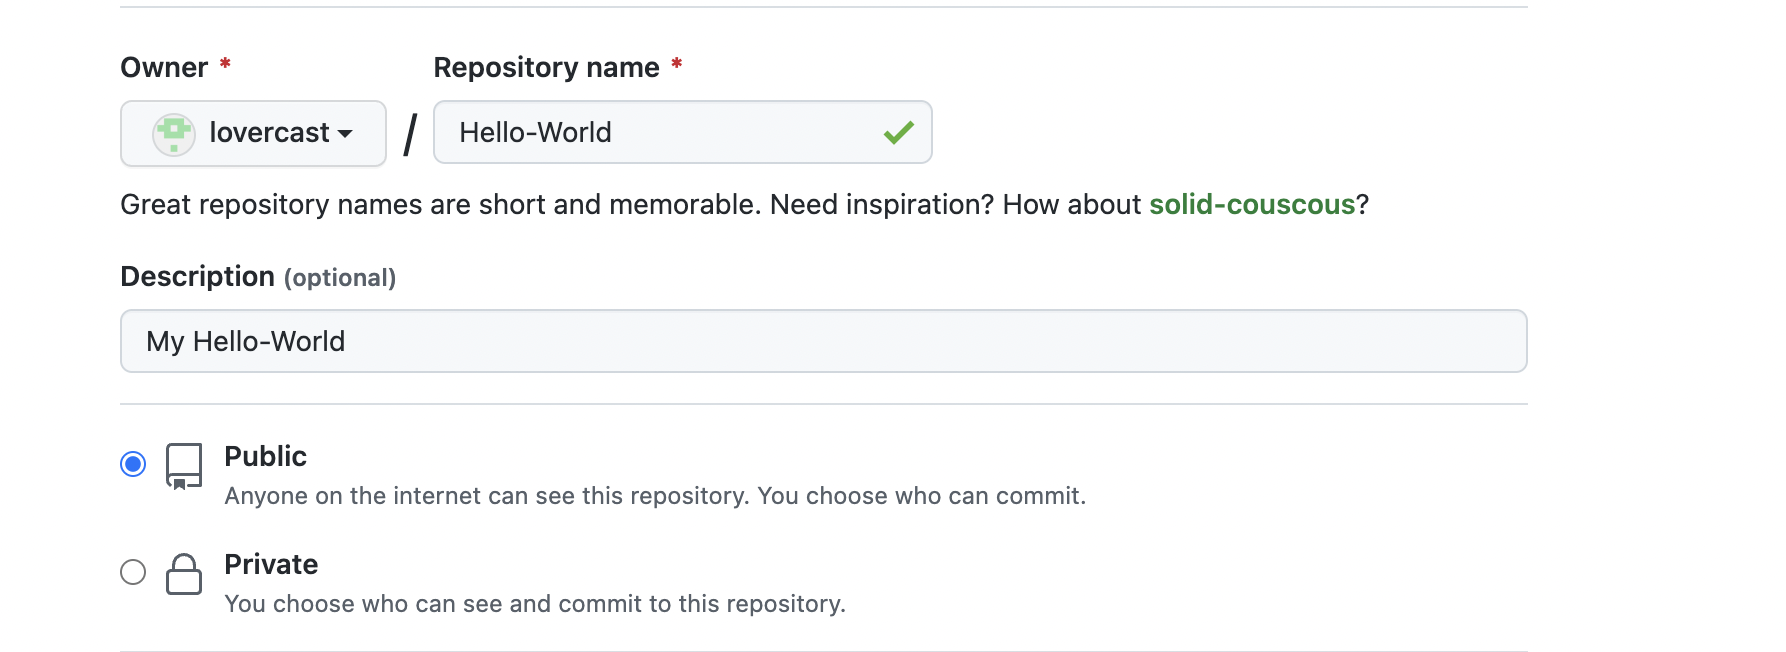 Owner * Repository name *
lovercast / Hello-World
Great repository names are short and memorable. Need inspiration? How about solid-couscous?
Description (optional)
My Hello-World
Public
Anyone on the internet can see this repository. You choose who can commit.
Private
You choose who can see and commit to this repository.